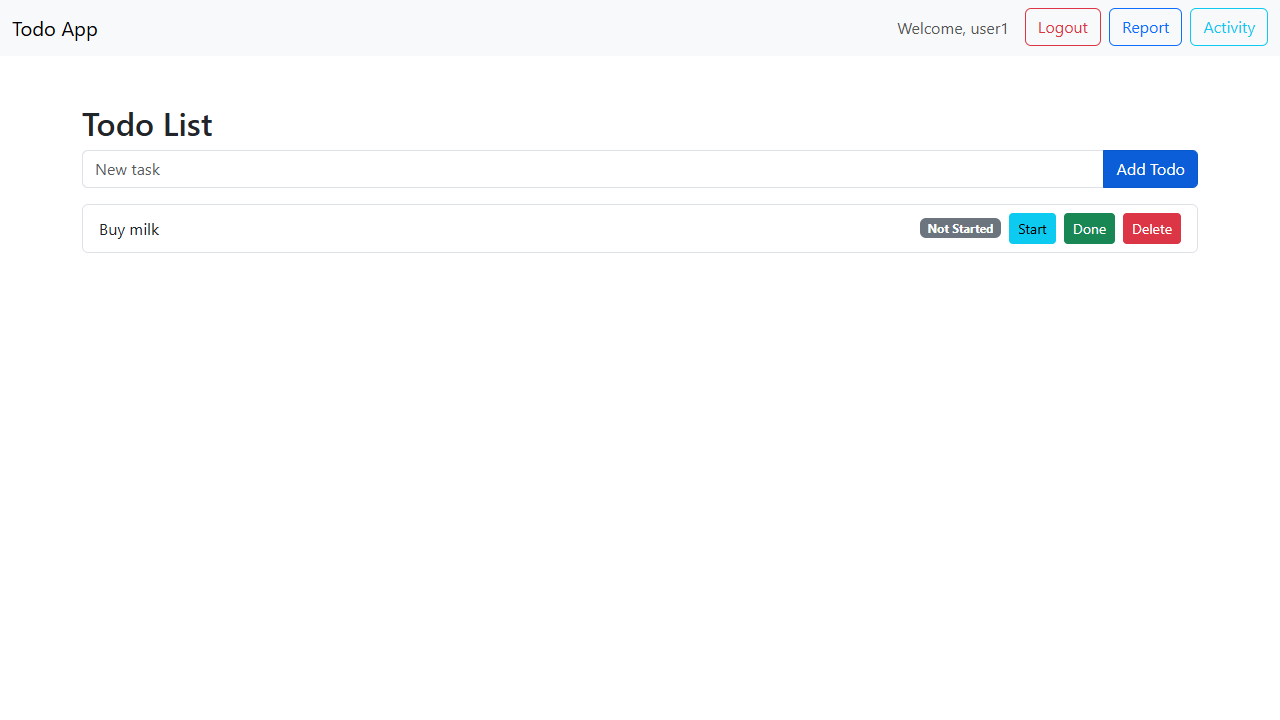 Todo App Welcome, user1 Logout Report Activity
Todo List
New task Add Todo
Buy milk Not Started Start Done Delete